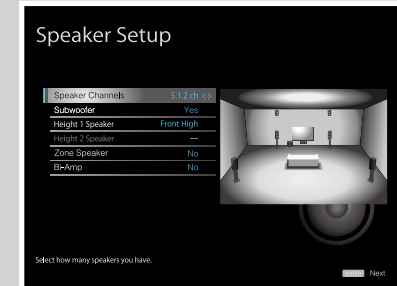 Speaker Setup
Speaker Channels 5.1.2 ch < >
Subwoofer Yes
Height 1 Speaker Front High
Height 2 Speaker ---
Zone Speaker No
Bi-Amp No
Select how many speakers you have.
ENTER Next